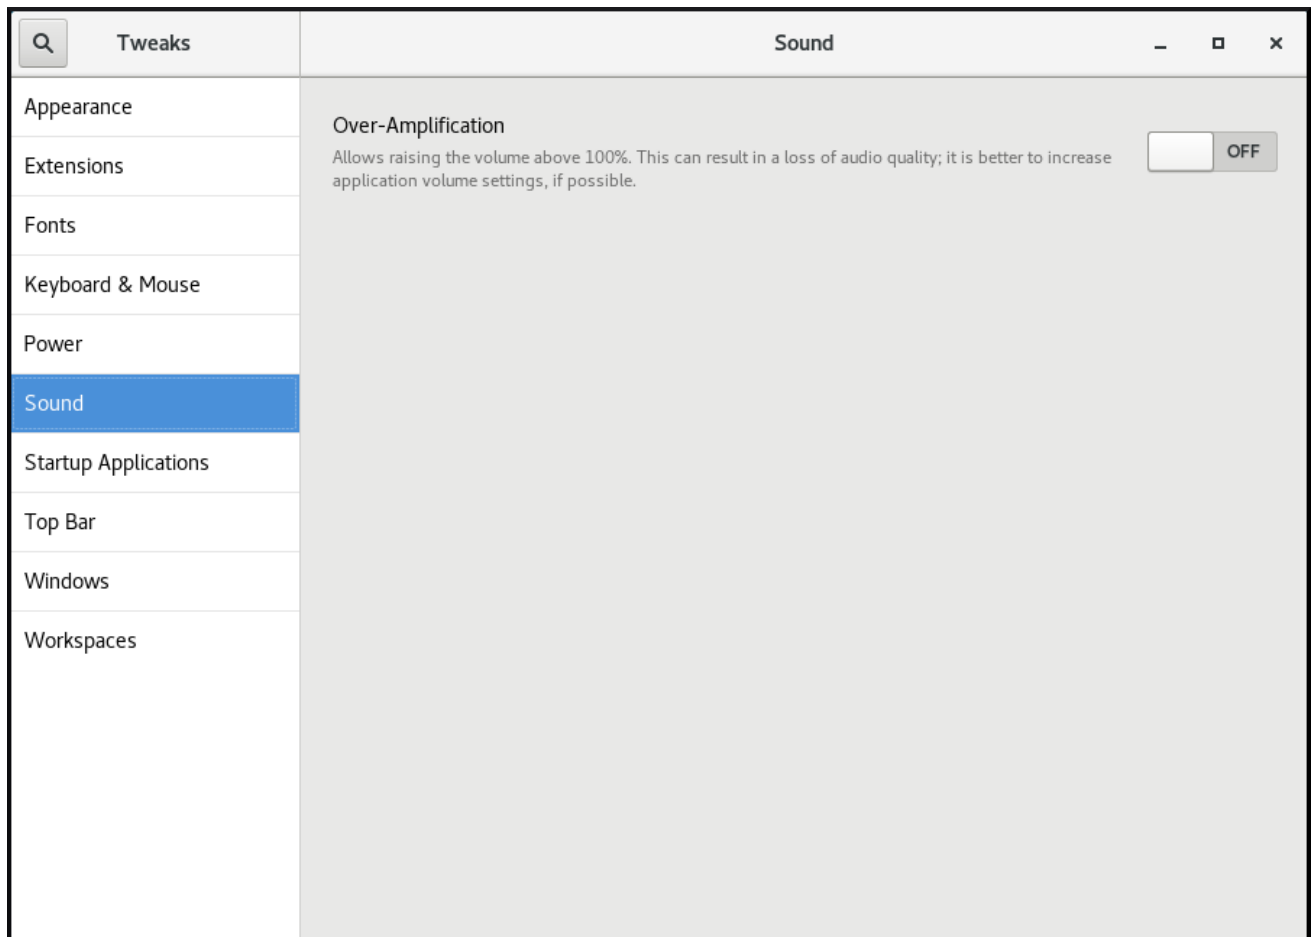 Tweaks
Sound
Appearance
Extensions
Fonts
Keyboard & Mouse
Power
Sound
Startup Applications
Top Bar
Windows
Workspaces
Over-Amplification
Allows raising the volume above 100%. This can result in a loss of audio quality; it is better to increase
application volume settings, if possible.
OFF